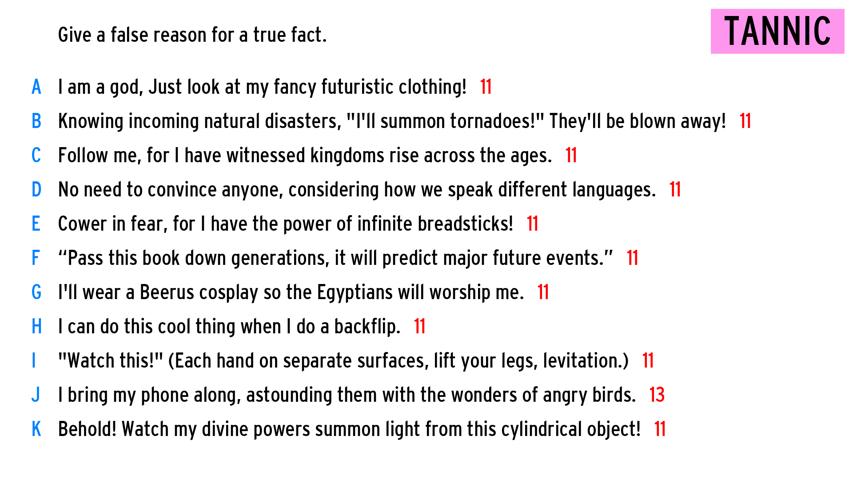 Give a false reason for a true fact.
TANNIC
A I am a god, Just look at my fancy futuristic clothing! 11
B Knowing incoming natural disasters, "I'll summon tornadoes!" They'll be blown away! 11
C Follow me, for I have witnessed kingdoms rise across the ages. 11
D No need to convince anyone, considering how we speak different languages. 11
E Cower in fear, for I have the power of infinite breadsticks! 11
F “Pass this book down generations, it will predict major future events.” 11
G I'll wear a Beerus cosplay so the Egyptians will worship me. 11
H I can do this cool thing when I do a backflip. 11
I "Watch this!" (Each hand on separate surfaces, lift your legs, levitation.) 11
J I bring my phone along, astounding them with the wonders of angry birds. 13
K Behold! Watch my divine powers summon light from this cylindrical object! 11